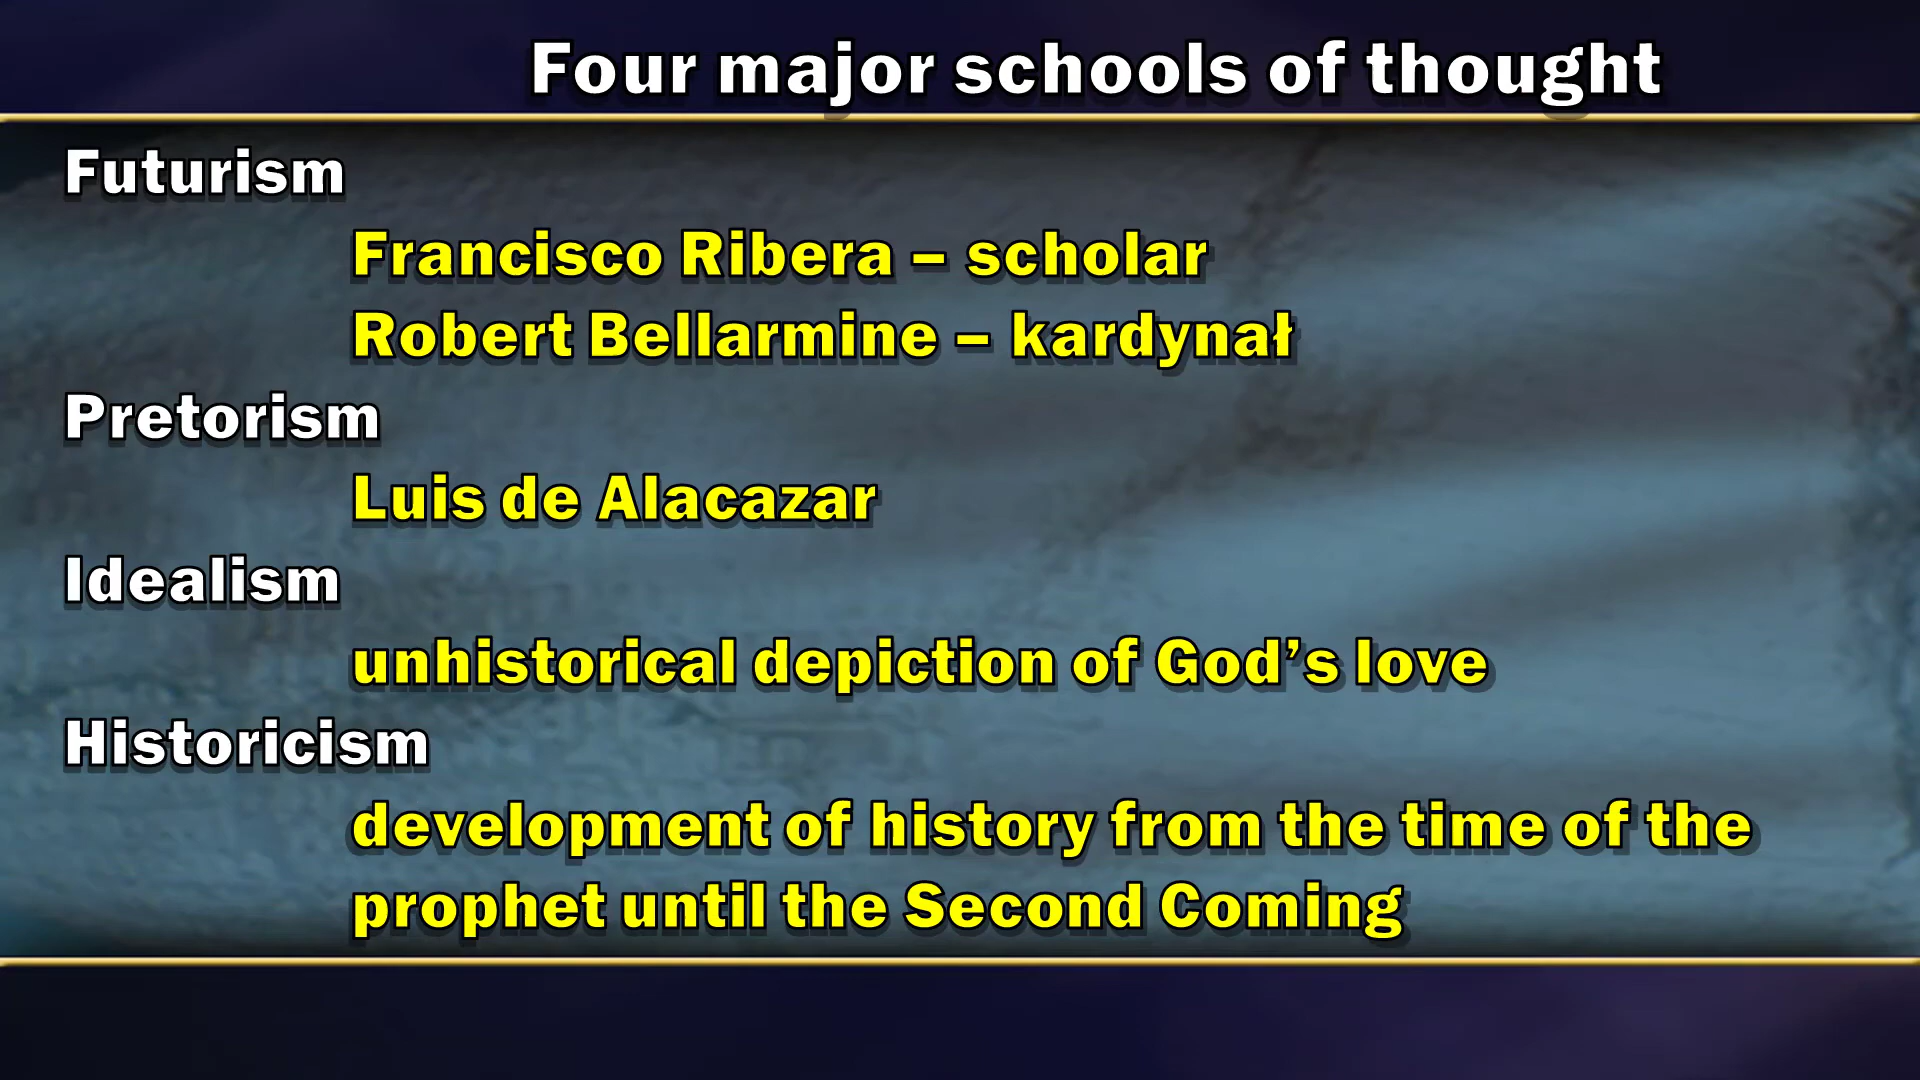 Four major schools of thought
Futurism
Francisco Ribera – scholar
Robert Bellarmine – kardynał
Pretorism
Luis de Alacazar
Idealism
unhistorical depiction of God’s love
Historicism
development of history from the time of the
prophet until the Second Coming